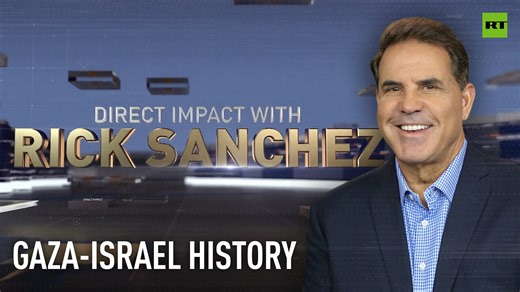 RT
DIRECT IMPACT WITH
RICK SANCHEZ
GAZA-ISRAEL HISTORY